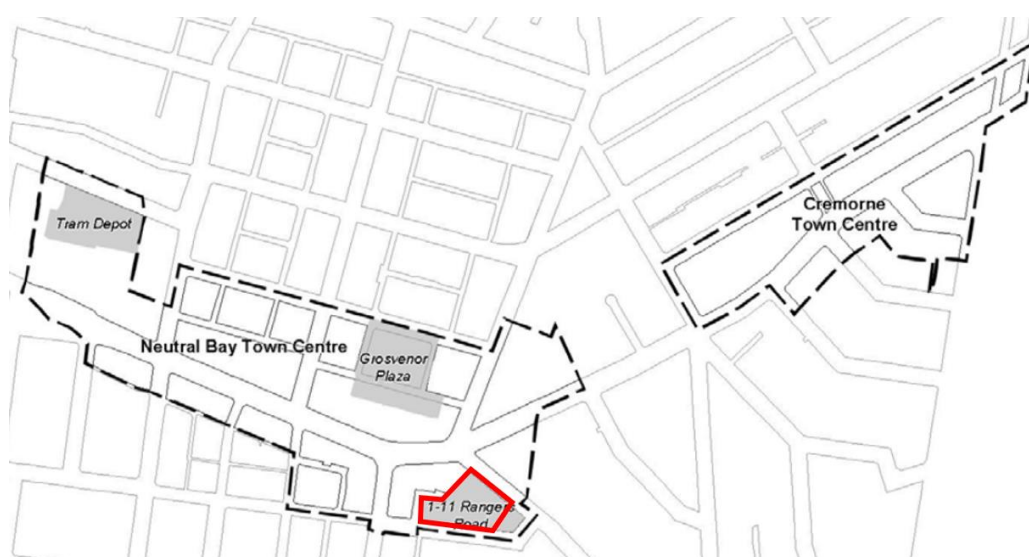 Tram Depot
Cremorne
Town Centre
Neutral Bay Town Centre
Grosvenor
Plaza
1-11 Rangers
Road